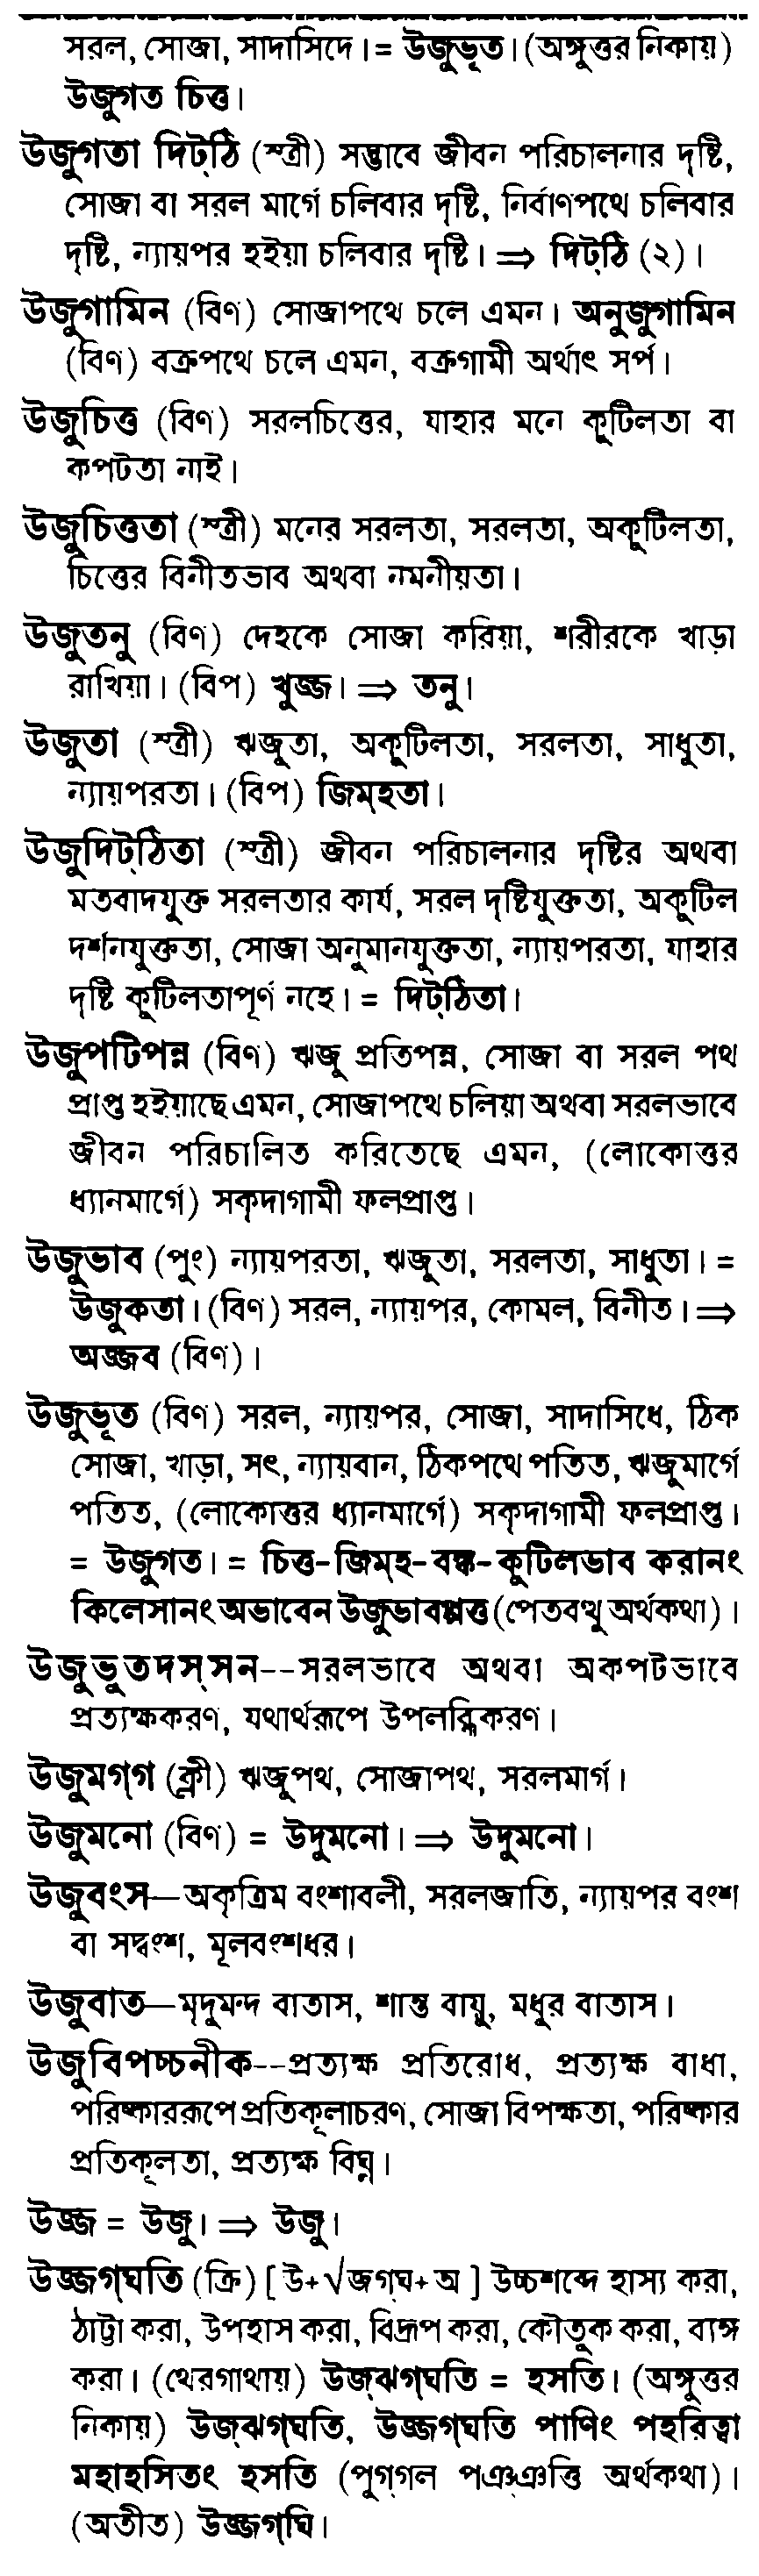 সরল, সোজা, সাদাসিদে। = উজুভূত। (অঙ্গুত্তর নিকায়)
উজুগত চিত্ত।
উজুগতা দিট্ঠি (স্ত্রী) সদ্ভাবে জীবন পরিচালনার দৃষ্টি,
সোজা বা সরল মার্গে চলিবার দৃষ্টি, নির্বাণপথে চলিবার
দৃষ্টি, ন্যায়পর হইয়া চলিবার দৃষ্টি। ⇒ দিট্ঠি (২)।
উজুগামিন (বিণ) সোজাপথে চলে এমন। অনুজুগামিন
(বিণ) বক্রপথে চলে এমন, বক্রগামী অর্থাৎ সর্প।
উজুচিত্ত (বিণ) সরলচিত্তের, যাহার মনে কুটিলতা বা
কপটতা নাই।
উজুচিত্ততা (স্ত্রী) মনের সরলতা, সরলতা, অকুটিলতা,
চিত্তের বিনীতভাব অথবা নমনীয়তা।
উজুতনু (বিণ) দেহকে সোজা করিয়া, শরীরকে খাড়া
রাখিয়া। (বিপ) খুজ্জ। ⇒ তনু।
উজুতা (স্ত্রী) ঋজুতা, অকুটিলতা, সরলতা, সাধুতা,
ন্যায়পরতা। (বিপ) জিম্হতা।
উজুদিট্ঠিতা (স্ত্রী) জীবন পরিচালনার দৃষ্টির অথবা
মতবাদযুক্ত সরলতার কার্য, সরল দৃষ্টিযুক্ততা, অকুটিল
দর্শনযুক্ততা, সোজা অনুমানযুক্ততা, ন্যায়পরতা, যাহার
দৃষ্টি কুটিলতাপূর্ণ নহে। = দিট্ঠিতা।
উজুপটিপন্ন (বিণ) ঋজু প্রতিপন্ন, সোজা বা সরল পথ
প্রাপ্ত হইয়াছে এমন, সোজাপথে চলিয়া অথবা সরলভাবে
জীবন পরিচালিত করিতেছে এমন, (লোকোত্তর
ধ্যানমার্গে) সকৃদাগামী ফলপ্রাপ্ত।
উজুভাব (পুং) ন্যায়পরতা, ঋজুতা, সরলতা, সাধুতা। =
উজুকতা। (বিণ) সরল, ন্যায়পর, কোমল, বিনীত। ⇒
অজ্জব (বিণ)।
উজুভূত (বিণ) সরল, ন্যায়পর, সোজা, সাদাসিধে, ঠিক
সোজা, খাড়া, সৎ, ন্যায়বান, ঠিকপথে পতিত, ঋজুমার্গে
পতিত, (লোকোত্তর ধ্যানমার্গে) সকৃদাগামী ফলপ্রাপ্ত।
= উজুগত। = চিত্ত-জিম্হ-বঙ্ক-কুটিলভাব করানং
কিলেসানং অভাবেন উজুভাবপ্পত্ত (পেতবত্থু অর্থকথা)।
উজুভুতদস্সন--সরলভাবে অথবা অকপটভাবে
প্রত্যক্ষকরণ, যথার্থরূপে উপলব্ধিকরণ।
উজুমগ্গ (ক্লী) ঋজুপথ, সোজাপথ, সরলমার্গ।
উজুমনো (বিণ) = উদুমনো। ⇒ উদুমনো।
উজুবংস—অকৃত্রিম বংশাবলী, সরলজাতি, ন্যায়পর বংশ
বা সদ্বংশ, মূলবংশধর।
উজুবাত—মৃদুমন্দ বাতাস, শান্ত বায়ু, মধুর বাতাস।
উজুবিপচ্চনীক--প্রত্যক্ষ প্রতিরোধ, প্রত্যক্ষ বাধা,
পরিষ্কাররূপে প্রতিকূলাচরণ, সোজা বিপক্ষতা, পরিষ্কার
প্রতিকূলতা, প্রত্যক্ষ বিঘ্ন।
উজ্জ = উজু। ⇒ উজু।
উজ্জগ্ঘতি (ক্রি) [ উ+√জগ্ঘ+অ ] উচ্চশব্দে হাস্য করা,
ঠাট্টা করা, উপহাস করা, বিদ্রূপ করা, কৌতুক করা, ব্যঙ্গ
করা। (থেরগাথায়) উজ্ঝগ্ঘতি = হসতি। (অঙ্গুত্তর
নিকায়) উজ্ঝগ্ঘতি, উজ্জগ্ঘতি পাণিং পহরিত্বা
মহাহসিতং হসতি (পুগ্গল পঞ্ঞত্তি অর্থকথা)।
(অতীত) উজ্জগ্ঘি।